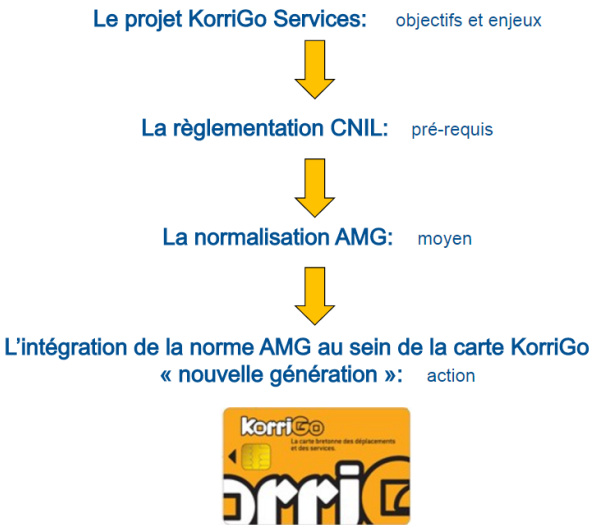 Le projet KorriGo Services: objectifs et enjeux
La règlementation CNIL: pré-requis
La normalisation AMG: moyen
L'intégration de la norme AMG au sein de la carte KorriGo
« nouvelle génération »: action
KorriGo
La carte bretonne des déplacements
et des services.
orriG